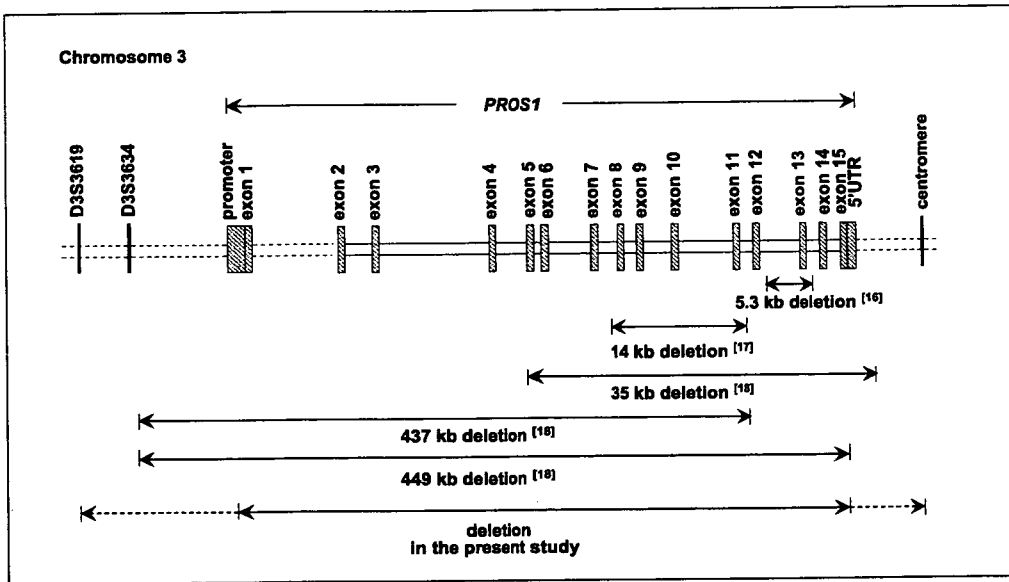 Chromosome 3
PROS1
D3S3619
D3S3634
promoter
exon 1
exon 2
exon 3
exon 4
exon 5
exon 6
exon 7
exon 8
exon 9
exon 10
exon 11
exon 12
exon 13
exon 14
exon 15
5'UTR
centromere
5.3 kb deletion [16]
14 kb deletion [17]
35 kb deletion [18]
437 kb deletion [18]
449 kb deletion [18]
deletion
in the present study